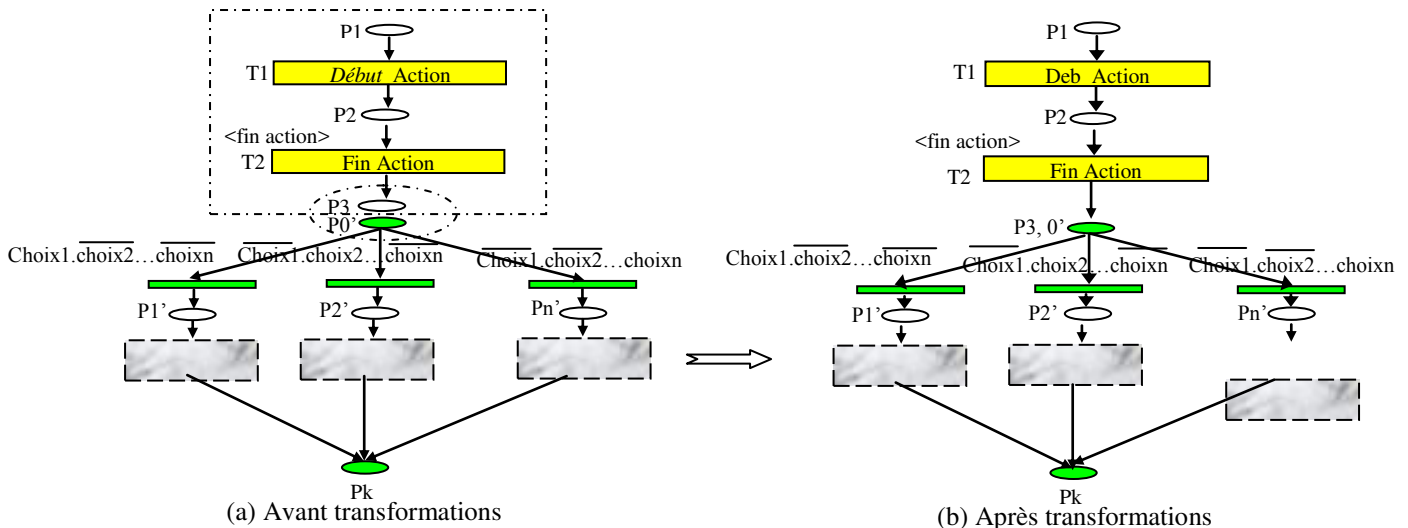 P1
T1
Début Action
P2
<fin action>
T2
Fin Action
P3
P0’
Choix1.choix2…choixn
Choix1.choix2…choixn
Choix1.choix2…choixn
P1’
P2’
Pn’
Pk
(a) Avant transformations
P1
T1
Deb Action
P2
<fin action>
T2
Fin Action
P3, 0’
Choix1.choix2…choixn
Choix1.choix2…choixn
Choix1.choix2…choixn
P1’
P2’
Pn’
Pk
(b) Après transformations